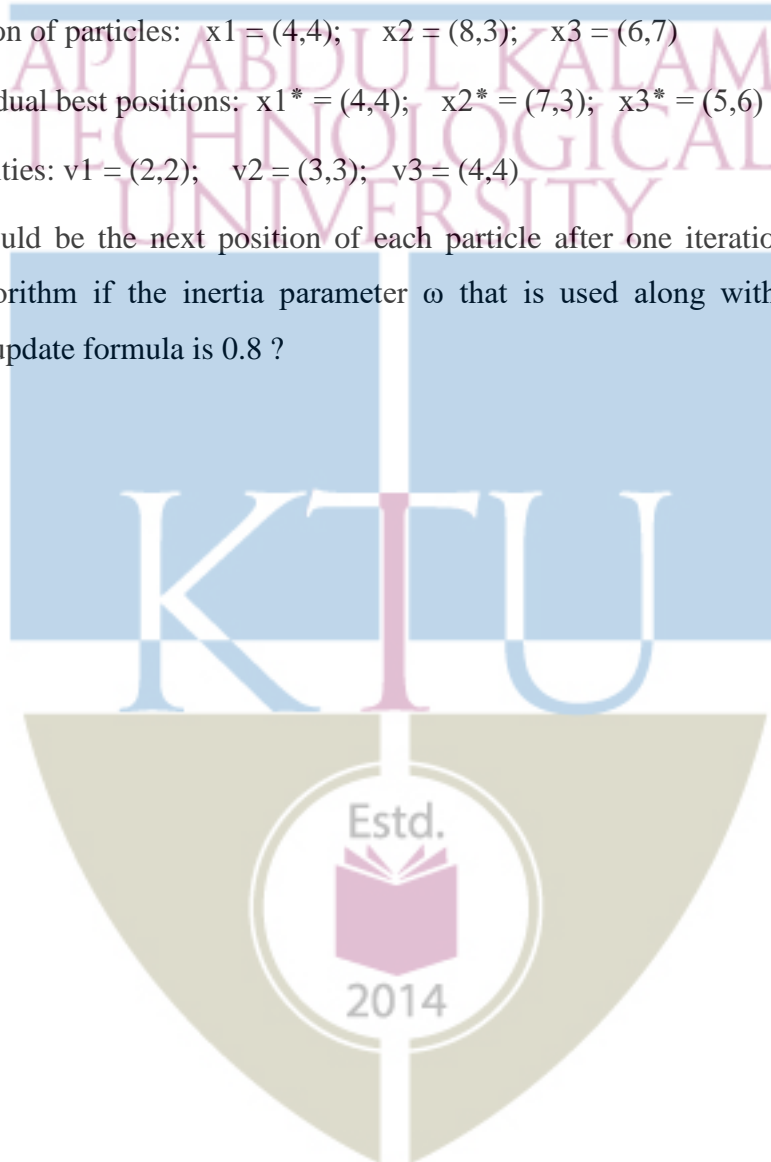 on of particles: x1 = (4,4); x2 = (8,3); x3 = (6,7)
API ABDUL KALAM
dual best positions: x1* = (4,4); x2* = (7,3); x3* = (5,6)
TECHNOLOGICAL
ities: v1 = (2,2); v2 = (3,3); v3 = (4,4)
UNIVERSITY
uld be the next position of each particle after one iteratio
orithm if the inertia parameter ω that is used along with
update formula is 0.8 ?
KTU
Estd.
2014